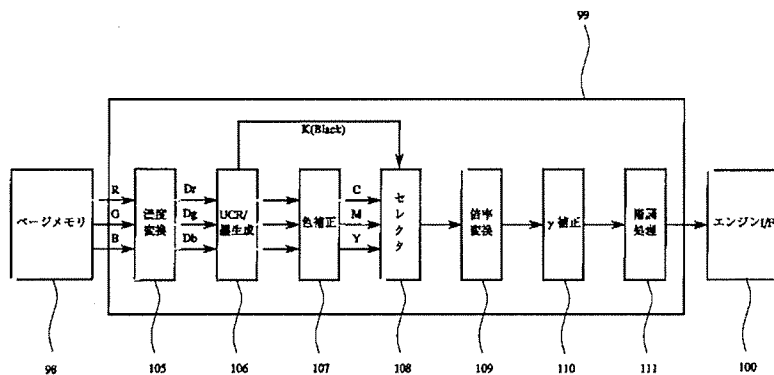 99
K(Black)
ページメモリ
R
G
B
濃度
変換
Dr
Dg
Db
UCR/
墨生成
色補正
C
M
Y
セレクタ
倍率
変換
γ 補正
階調
処理
エンジンI/F
98
105
106
107
108
109
110
111
100